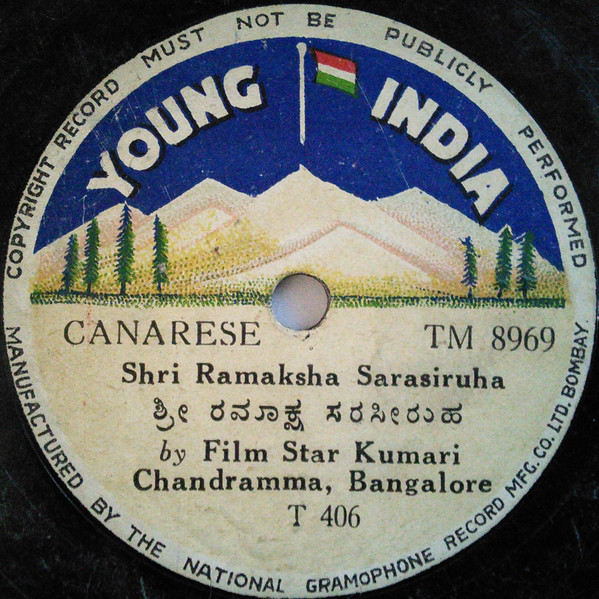 COPYRIGHT RECORD MUST NOT BE PUBLICLY PERFORMED
YOUNG INDIA
CANARESE TM 8969
Shri Ramaksha Sarasiruha
ಶ್ರೀ ರಮಾಕ್ಷ ಸರಸೀರುಹ
by Film Star Kumari
Chandramma, Bangalore
T 406
MANUFACTURED BY THE NATIONAL GRAMOPHONE RECORD MFG. CO. LTD. BOMBAY.